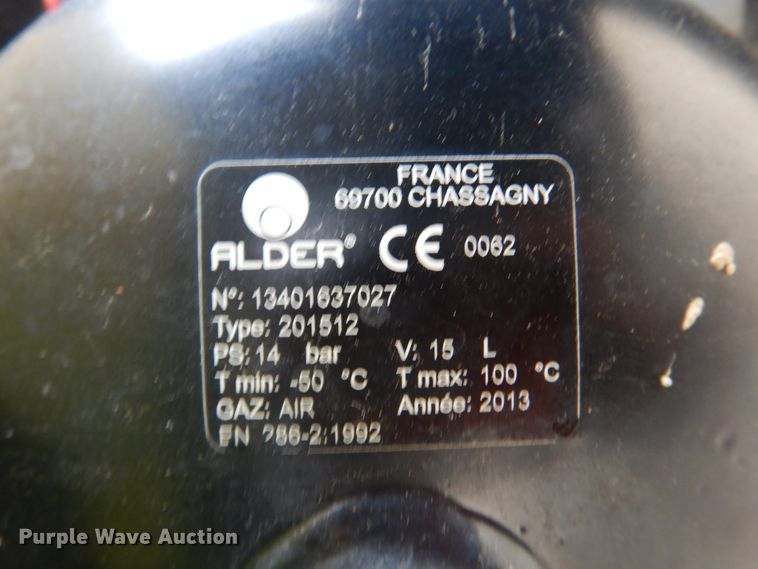 FRANCE
69700 CHASSAGNY
ALDER® CE 0062
N°: 13401637027
Type: 201512
PS: 14 bar V: 15 L
T min: -50 °C T max: 100 °C
GAZ: AIR Année: 2013
EN 286-2:1992
Purple Wave Auction